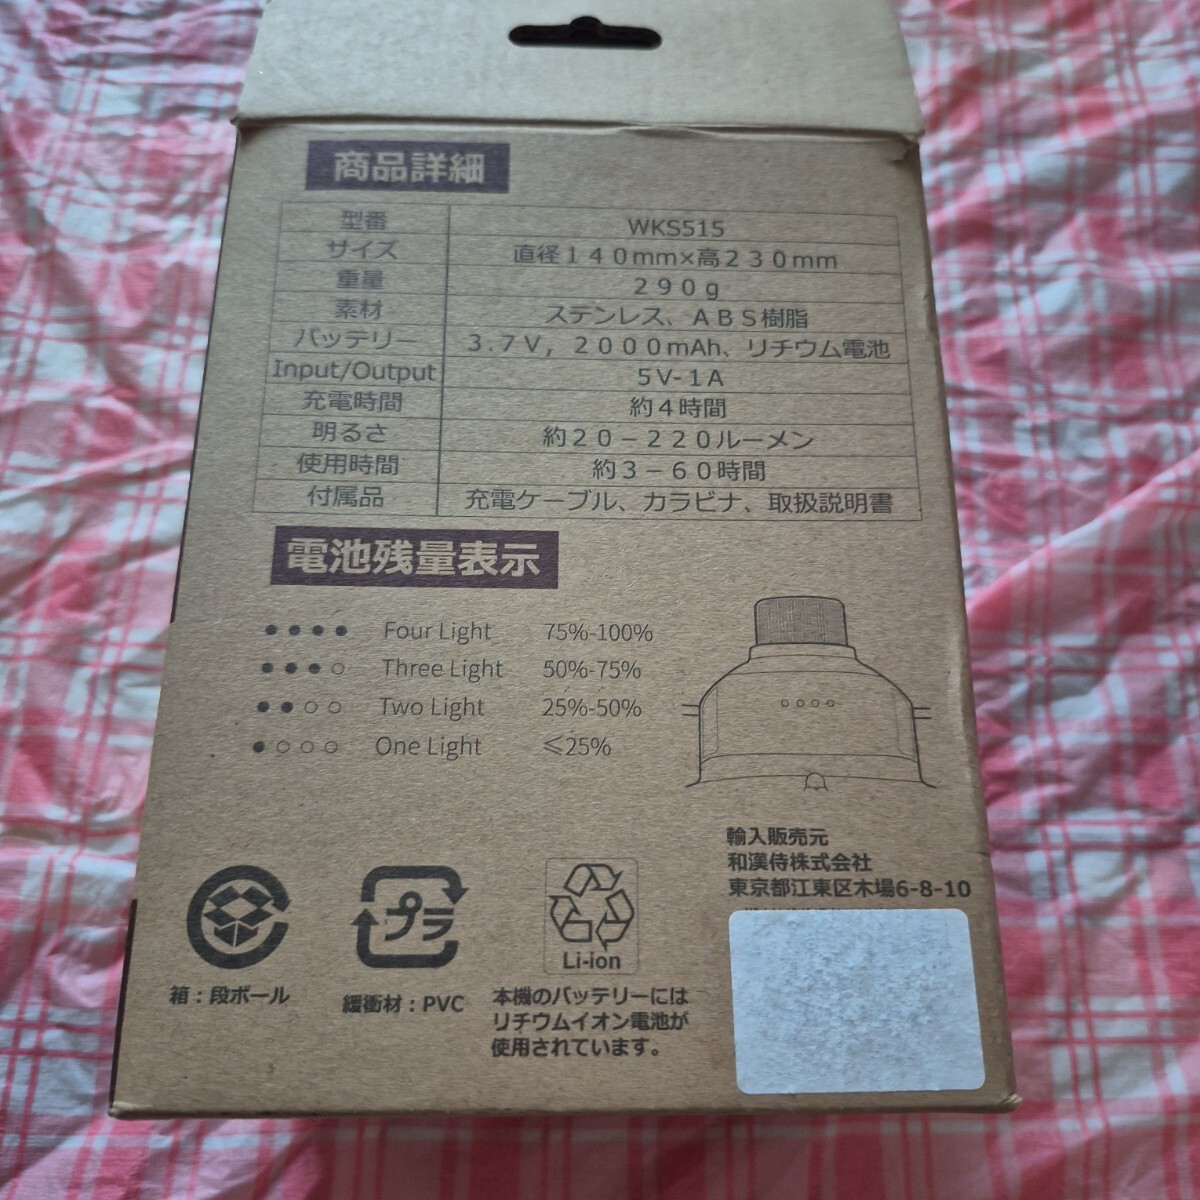 商品詳細
型番 WKS515
サイズ 直径140mm×高230mm
重量 290g
素材 ステンレス、ABS樹脂
バッテリー 3.7V，2000mAh、リチウム電池
Input/Output 5V-1A
充電時間 約4時間
明るさ 約20－220ルーメン
使用時間 約3－60時間
付属品 充電ケーブル、カラビナ、取扱説明書
電池残量表示
Four Light 75%-100%
Three Light 50%-75%
Two Light 25%-50%
One Light ≤25%
輸入販売元
和漢侍株式会社
東京都江東区木場6-8-10
プラ
Li-ion
箱：段ボール
緩衝材：PVC
本機のバッテリーには
リチウムイオン電池が
使用されています。